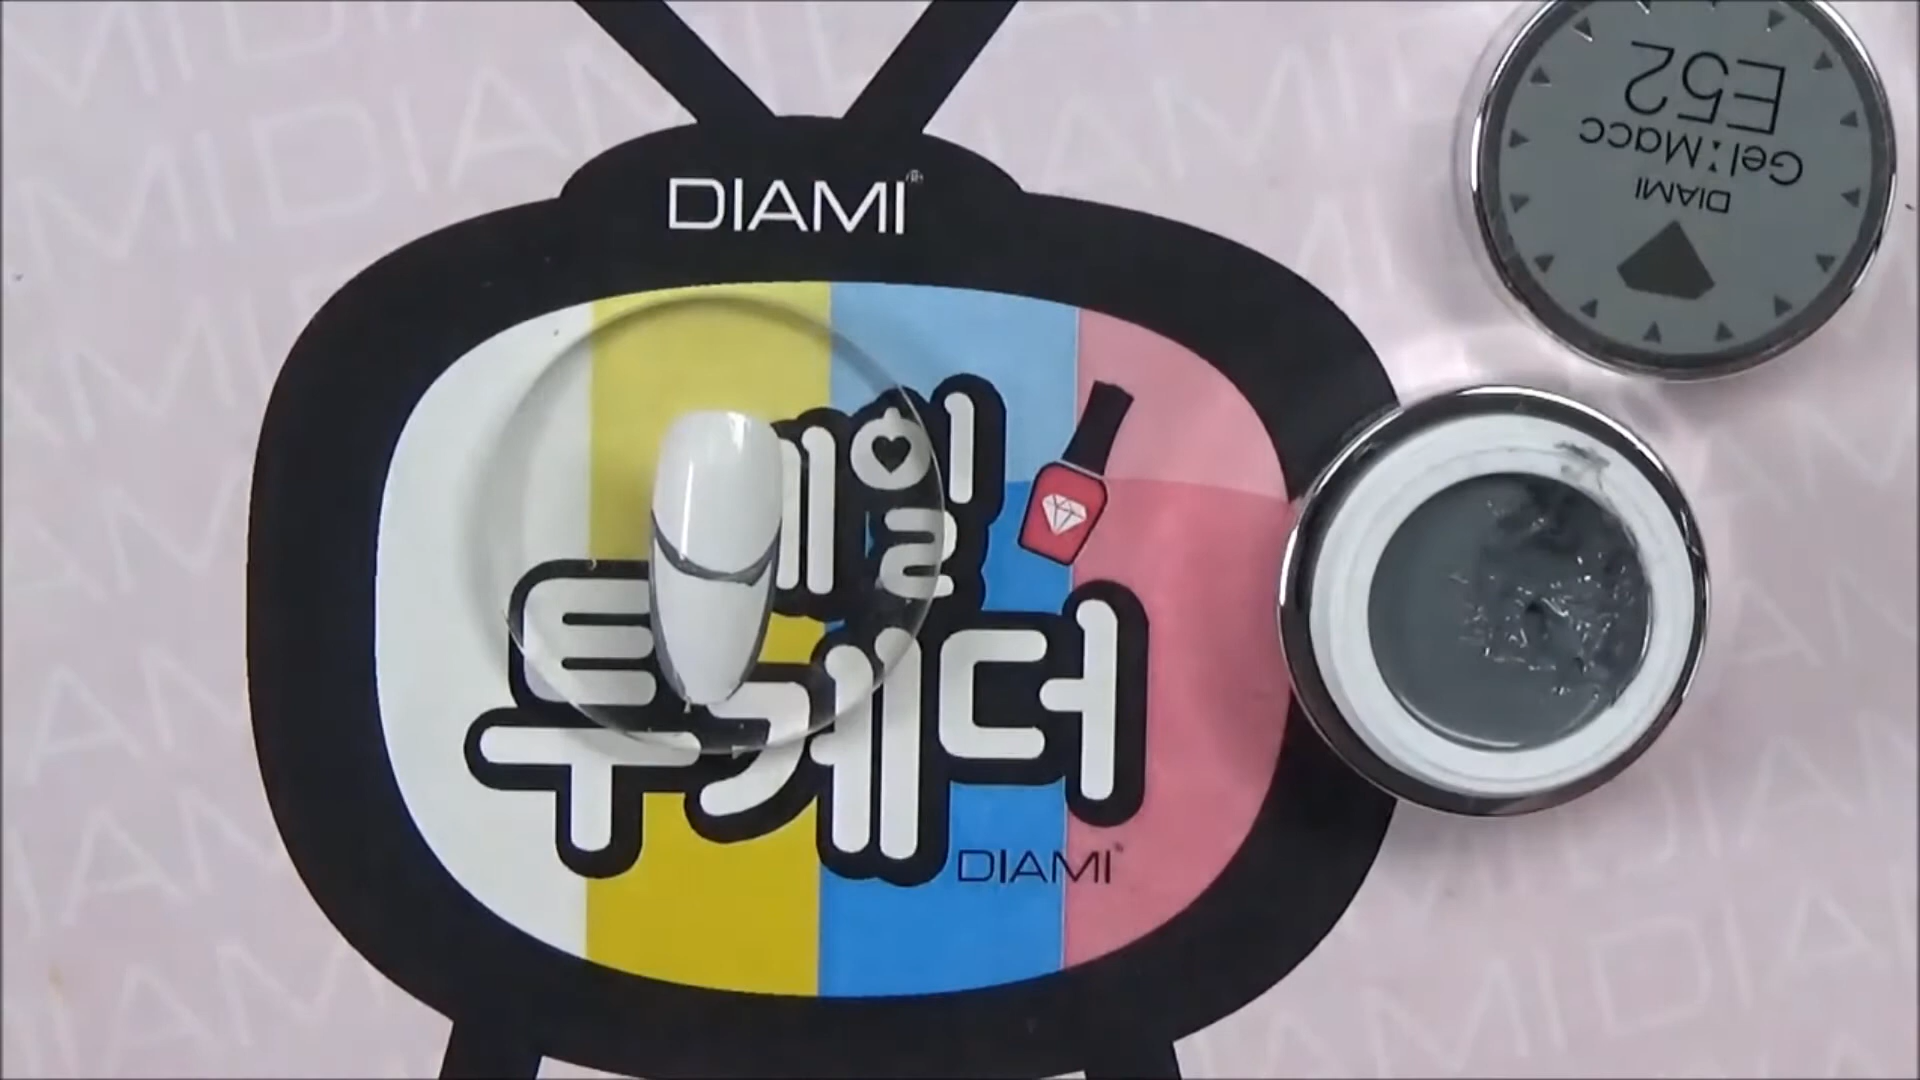 DIAMI®
네일
투게더
DIAMI
E52
Gel:Macc
DIAMI